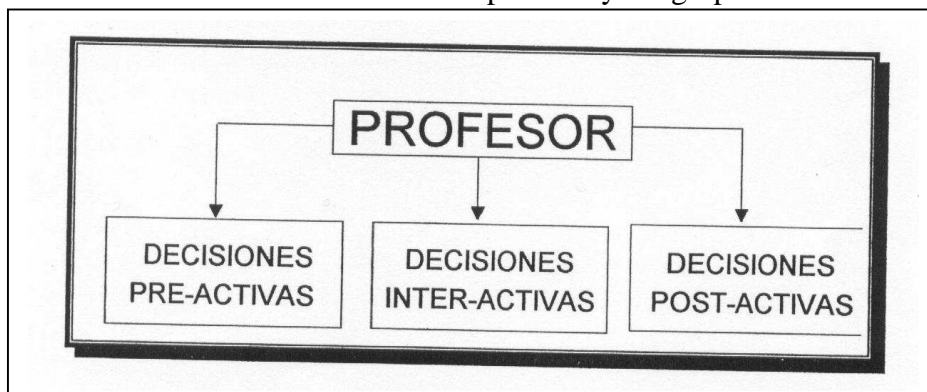 PROFESOR
DECISIONES
PRE-ACTIVAS
DECISIONES
INTER-ACTIVAS
DECISIONES
POST-ACTIVAS